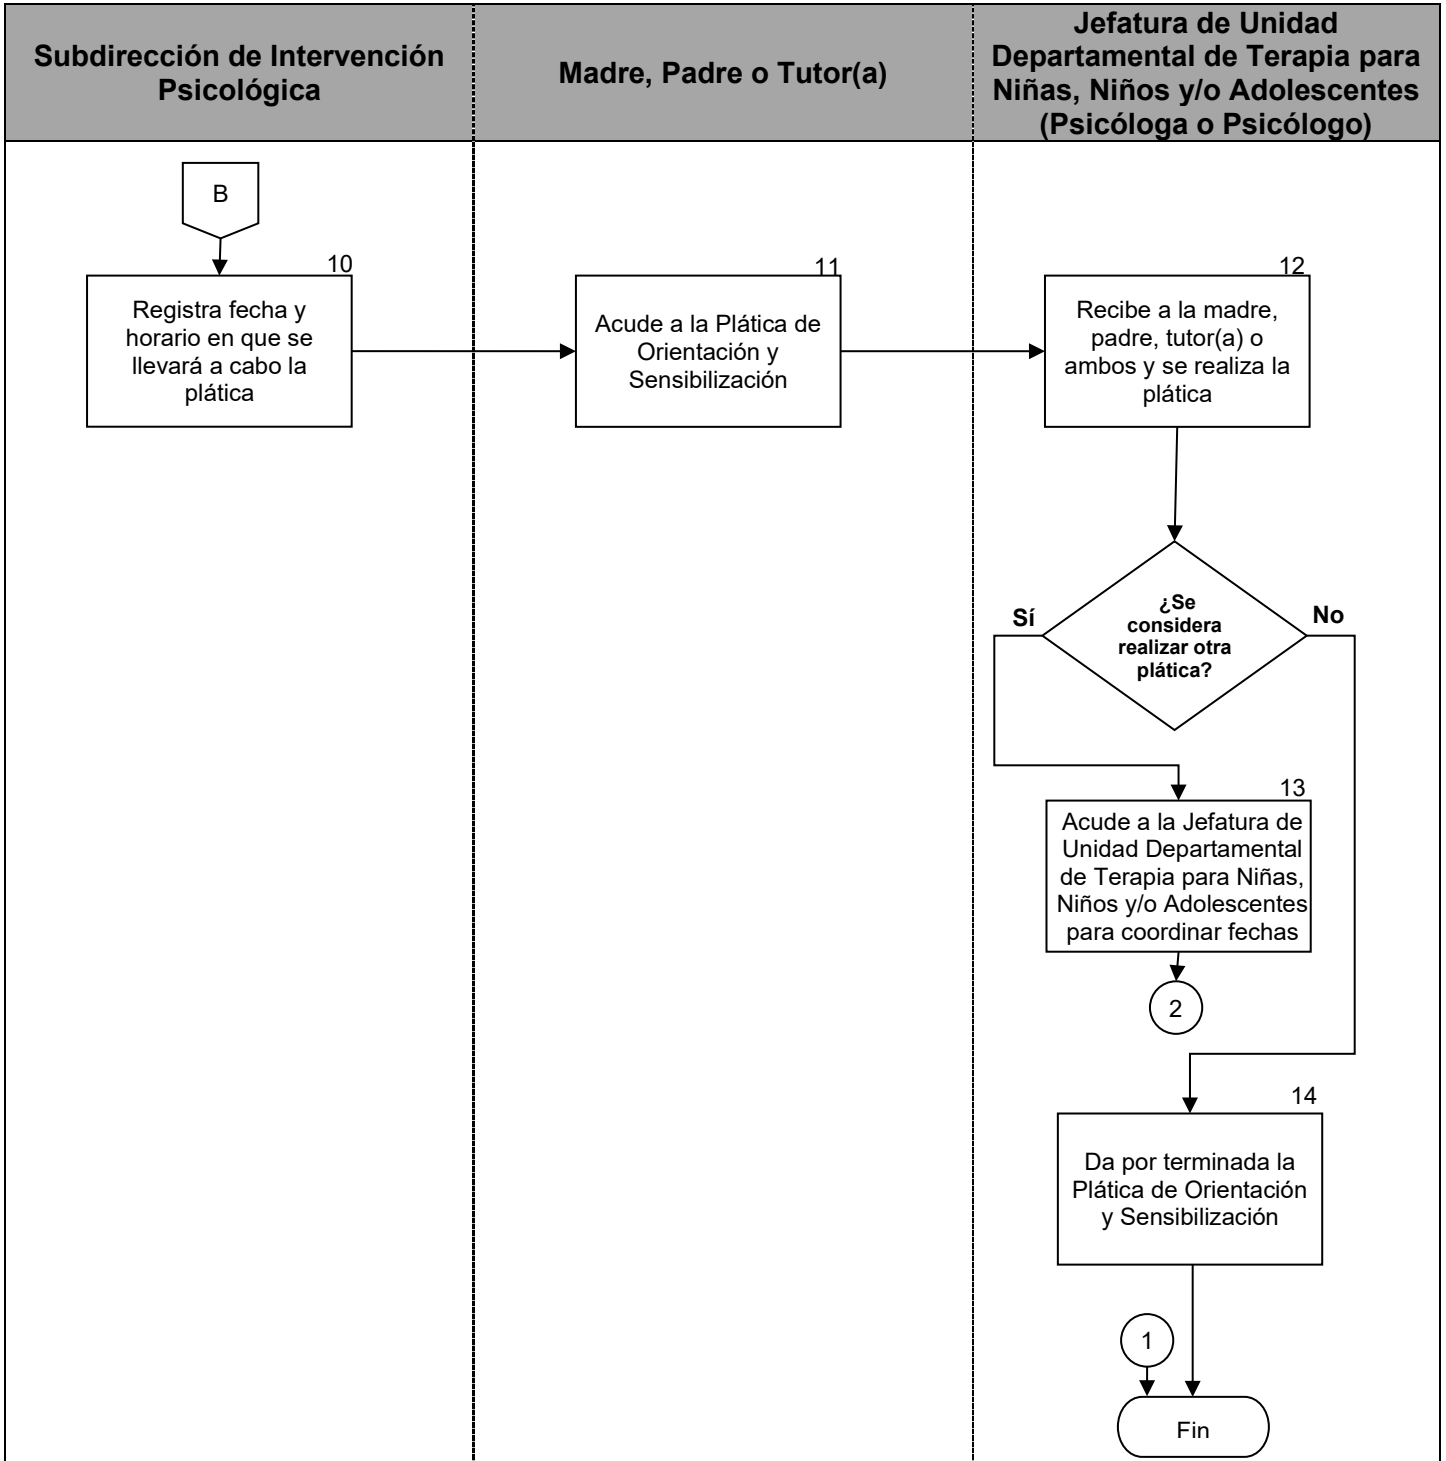 Subdirección de Intervención
Psicológica
Madre, Padre o Tutor(a)
Jefatura de Unidad
Departamental de Terapia para
Niñas, Niños y/o Adolescentes
(Psicóloga o Psicólogo)
B
10
Registra fecha y
horario en que se
llevará a cabo la
plática
11
Acude a la Plática de
Orientación y
Sensibilización
12
Recibe a la madre,
padre, tutor(a) o
ambos y se realiza la
plática
¿Se
considera
realizar otra
plática?
Sí
No
13
Acude a la Jefatura de
Unidad Departamental
de Terapia para Niñas,
Niños y/o Adolescentes
para coordinar fechas
2
14
Da por terminada la
Plática de Orientación
y Sensibilización
1
Fin